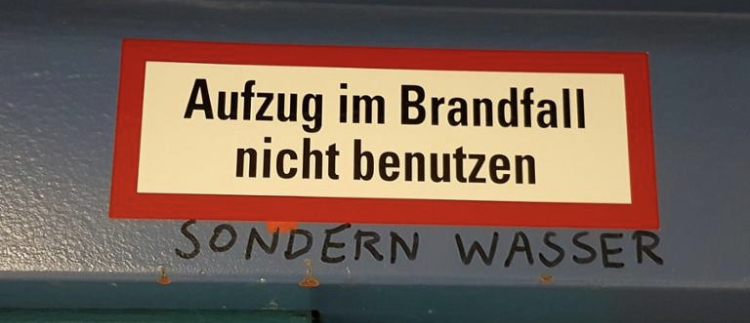 Aufzug im Brandfall
nicht benutzen
SONDERN WASSER